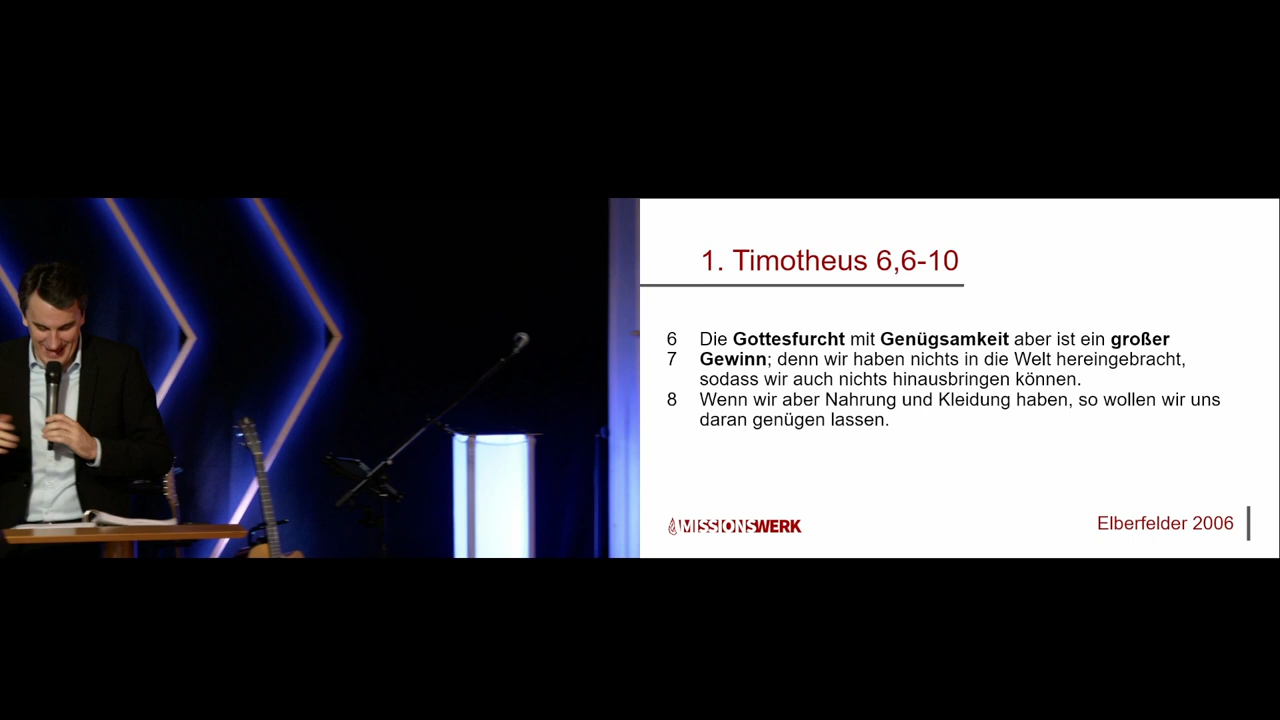 1. Timotheus 6,6-10
6 Die Gottesfurcht mit Genügsamkeit aber ist ein großer
7 Gewinn; denn wir haben nichts in die Welt hereingebracht,
sodass wir auch nichts hinausbringen können.
8 Wenn wir aber Nahrung und Kleidung haben, so wollen wir uns
daran genügen lassen.
MISSIONSWERK
Elberfelder 2006